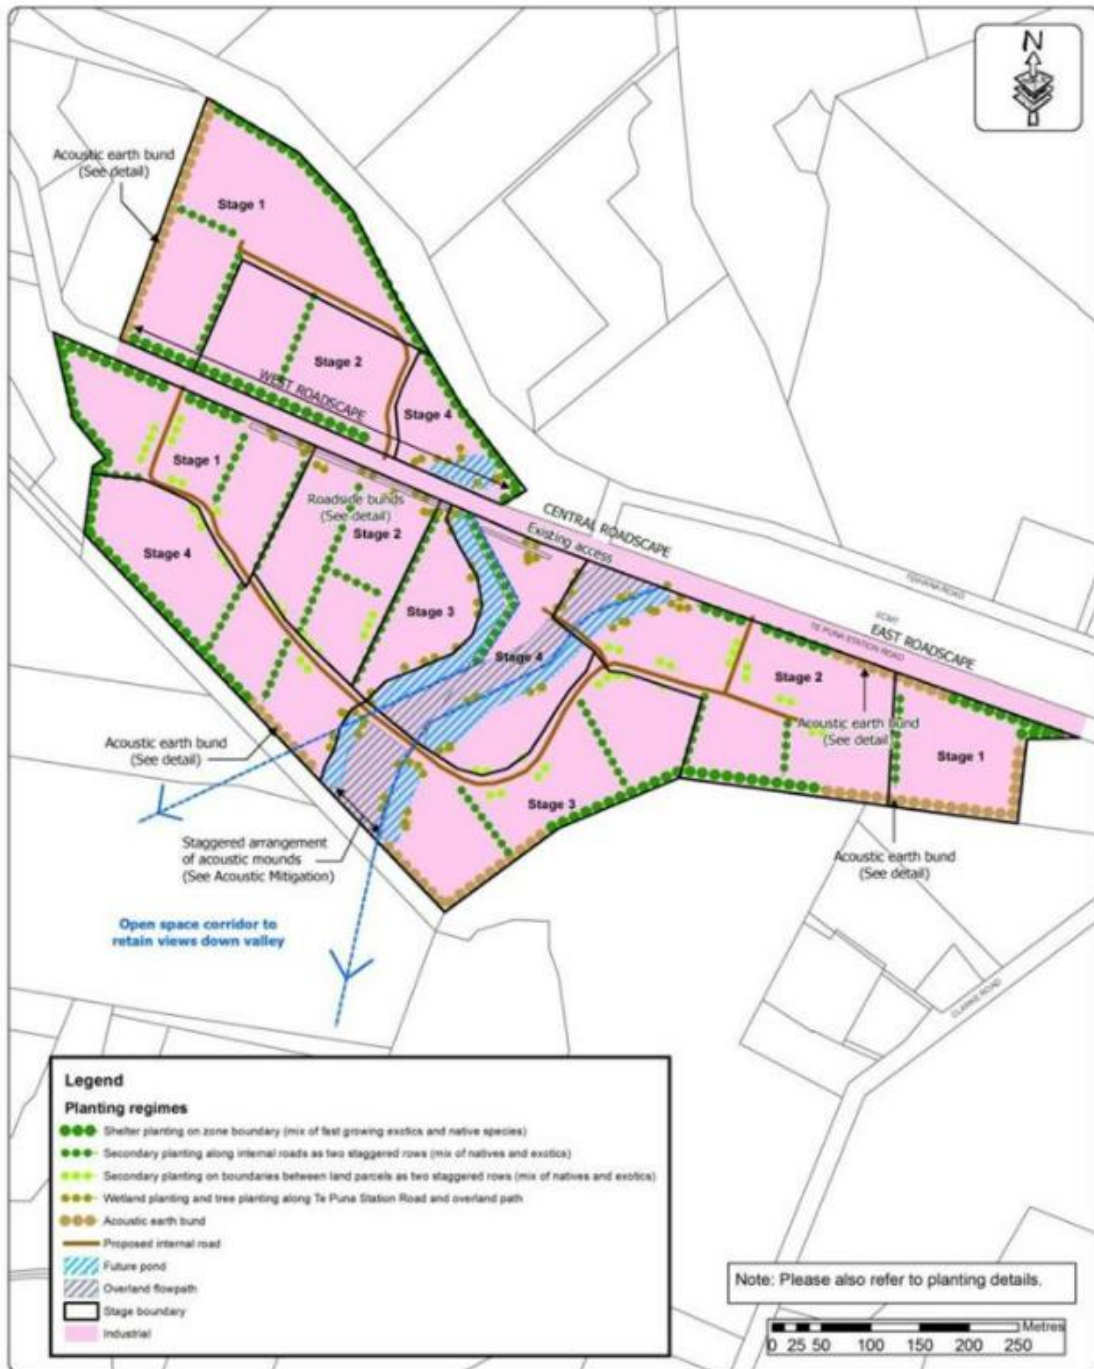 N
Acoustic earth bund
(See detail)
Stage 1
Stage 2
WEST ROADSCAPE
Stage 4
Stage 1
Roadside bunds
(See detail)
Stage 2
CENTRAL ROADSCAPE
Existing access
Stage 4
Stage 3
Stage 4
TE PUNA STATION ROAD
EAST ROADSCAPE
Stage 2
Acoustic earth bund
(See detail
Stage 1
Acoustic earth bund
(See detail)
Stage 3
Acoustic earth bund
(See detail)
Staggered arrangement
of acoustic mounds
(See Acoustic Mitigation)
Open space corridor to
retain views down valley
CLARKE ROAD
Legend
Planting regimes
Shelter planting on zone boundary (mix of fast growing exotics and native species)
Secondary planting along internal roads as two staggered rows (mix of natives and exotics)
Secondary planting on boundaries between land parcels as two staggered rows (mix of natives and exotics)
Wetland planting and tree planting along Te Puna Station Road and overland path
Acoustic earth bund
Proposed internal road
Future pond
Overland flowpath
Stage boundary
Industrial
Note: Please also refer to planting details.
Metres
0 25 50 100 150 200 250